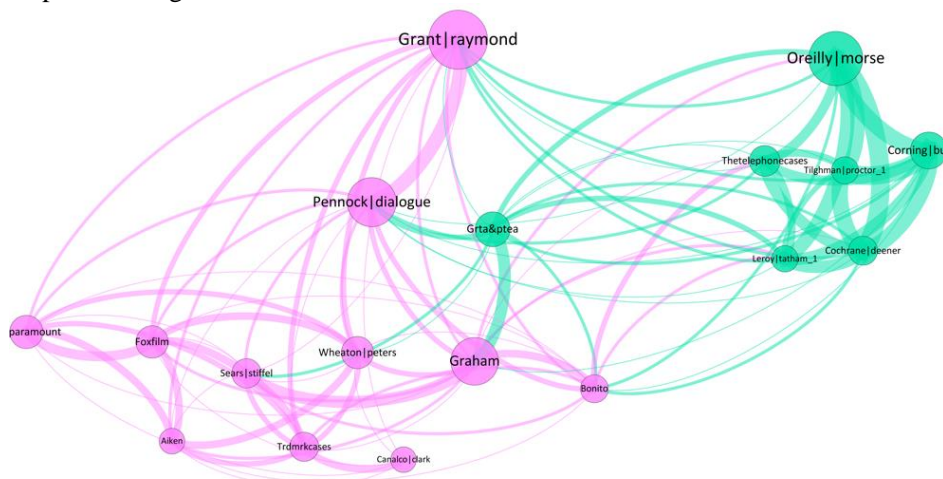 Grant|raymond
Oreilly|morse
Corning|bu
Thetelephonecases
Tilghman|proctor_1
Pennock|dialogue
Grta&ptea
Cochrane|deener
Leroy|tatham_1
paramount
Foxfilm
Wheaton|peters
Graham
Sears|stiffel
Bonito
Aiken
Trdmrkcases
Canalco|clark